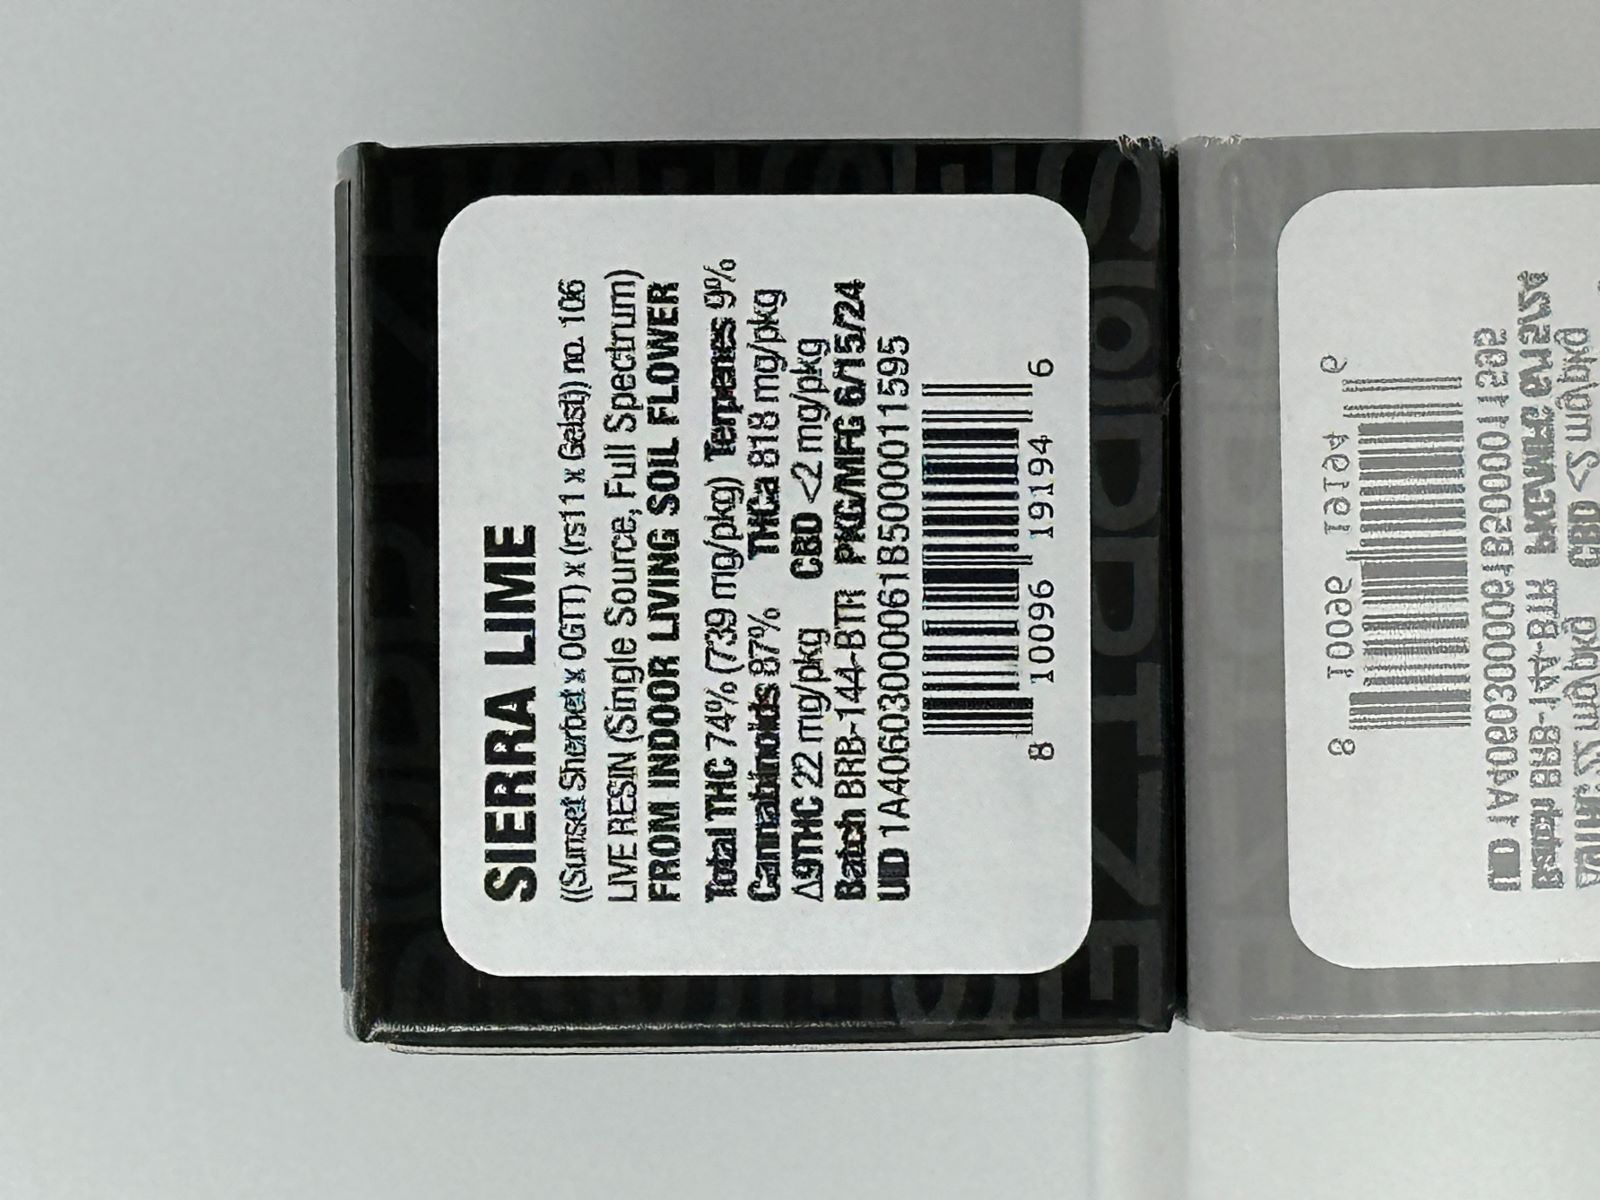 SIERRA LIME
((Sunset Sherbet x OGTT) x (rs11 x Gelst)) no. 106
LIVE RESIN (Single Source, Full Spectrum)
FROM INDOOR LIVING SOIL FLOWER
Total THC 74% (739 mg/pkg) Terpenes 9%
Cannabinoids 87% THCa 818 mg/pkg
Δ9THC 22 mg/pkg CBD <2 mg/pkg
Batch BRB-144-BTR PKG/MFG 6/15/24
UID 1A40603000061B5000011595
8 10096 19194 6